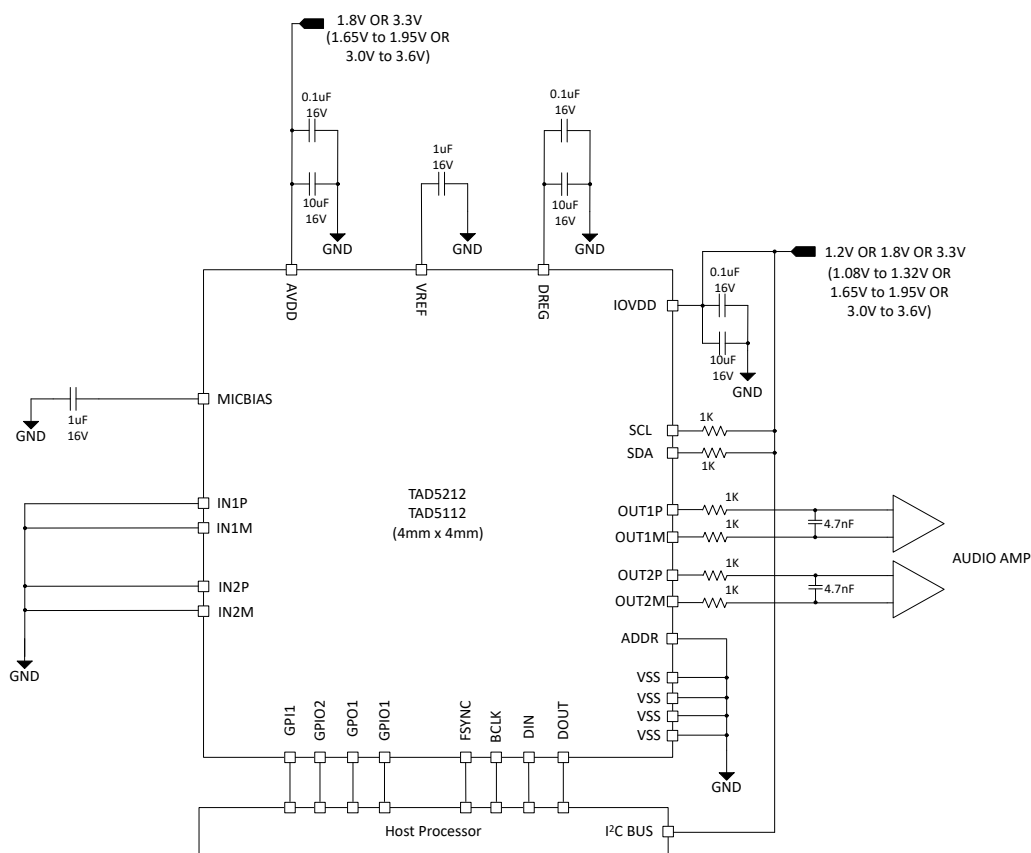 1.8V OR 3.3V
(1.65V to 1.95V OR
3.0V to 3.6V)
0.1uF
16V
10uF
16V
GND
1uF
16V
GND
0.1uF
16V
10uF
16V
GND
1.2V OR 1.8V OR 3.3V
(1.08V to 1.32V OR
1.65V to 1.95V OR
3.0V to 3.6V)
0.1uF
16V
10uF
16V
GND
AVDD
VREF
DREG
IOVDD
MICBIAS
1uF
16V
GND
SCL
1K
SDA
1K
IN1P
IN1M
IN2P
IN2M
GND
TAD5212
TAD5112
(4mm x 4mm)
OUT1P
1K
OUT1M
1K
4.7nF
OUT2P
1K
OUT2M
1K
4.7nF
AUDIO AMP
ADDR
VSS
VSS
VSS
VSS
GND
GPI1
GPIO2
GPO1
GPIO1
FSYNC
BCLK
DIN
DOUT
Host Processor
I²C BUS